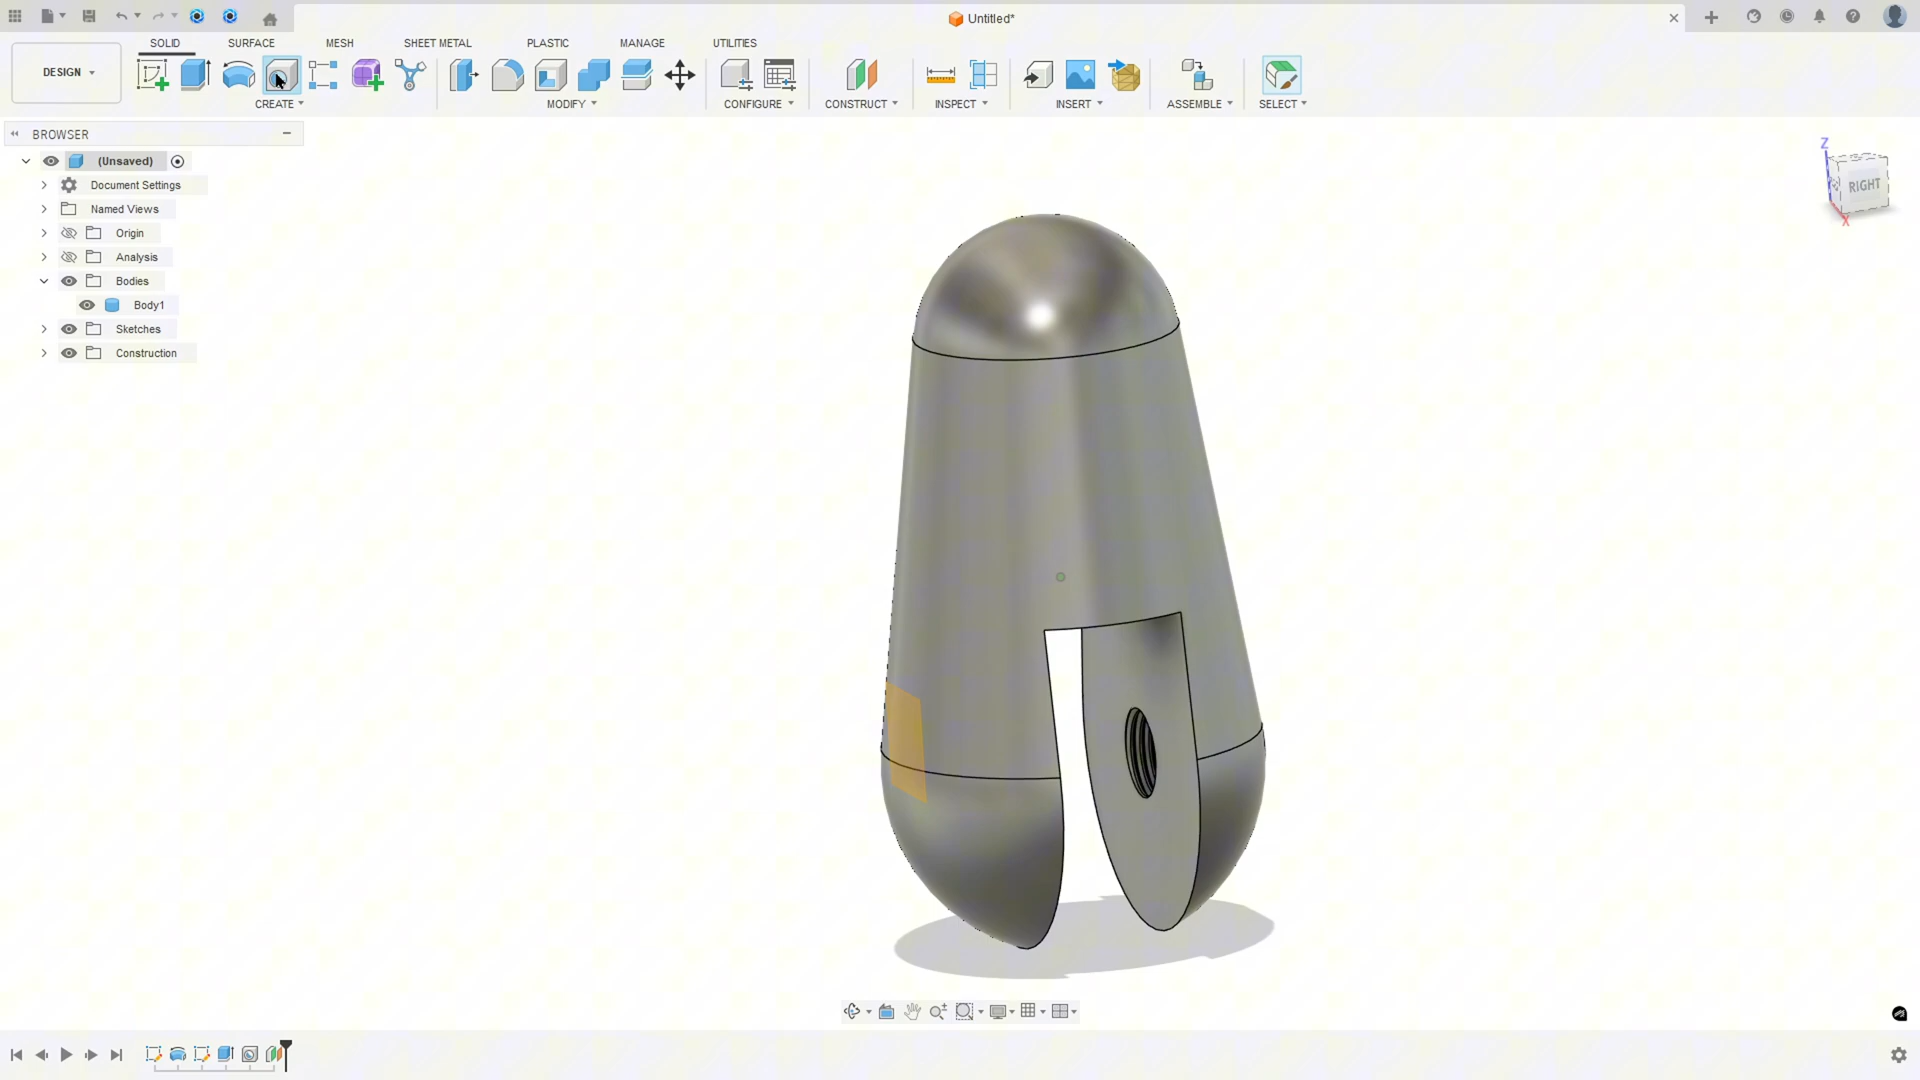 Untitled*
SOLID SURFACE MESH SHEET METAL PLASTIC MANAGE UTILITIES
DESIGN
CREATE MODIFY CONFIGURE CONSTRUCT INSPECT INSERT ASSEMBLE SELECT
BROWSER
(Unsaved)
Document Settings
Named Views
Origin
Analysis
Bodies
Body1
Sketches
Construction
Z
RIGHT
X